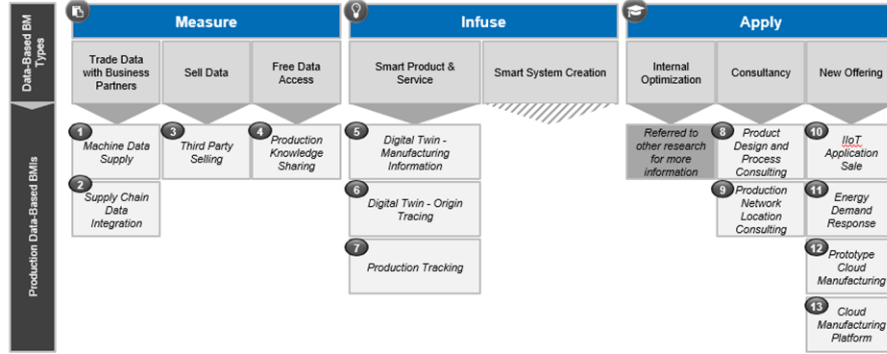 Data-Based BM
Types
Measure
Infuse
Apply
Trade Data
with Business
Partners
Sell Data
Free Data
Access
Smart Product &
Service
Smart System Creation
Internal
Optimization
Consultancy
New Offering
Production Data-Based BMIs
1
Machine Data
Supply
2
Supply Chain
Data
Integration
3
Third Party
Selling
4
Production
Knowledge
Sharing
5
Digital Twin -
Manufacturing
Information
6
Digital Twin - Origin
Tracing
7
Production Tracking
Referred to
other research
for more
information
8
Product
Design and
Process
Consulting
9
Production
Network
Location
Consulting
10
IIoT
Application
Sale
11
Energy
Demand
Response
12
Prototype
Cloud
Manufacturing
13
Cloud
Manufacturing
Platform